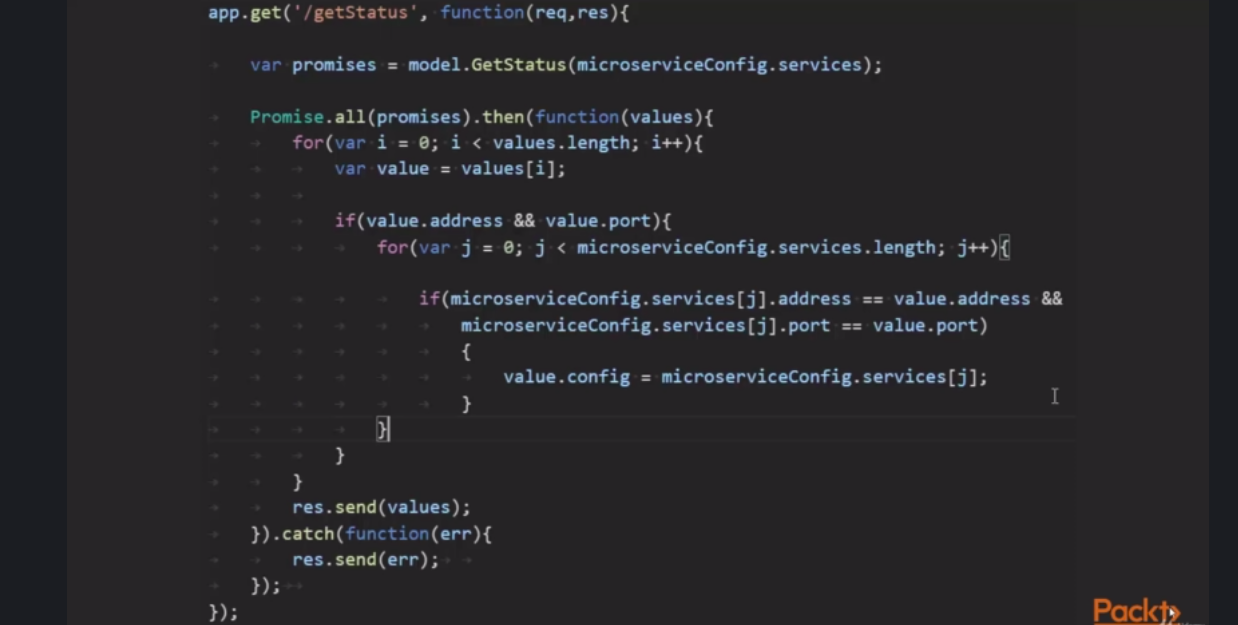 app.get('/getStatus', function(req,res){
var promises = model.GetStatus(microserviceConfig.services);
Promise.all(promises).then(function(values){
for(var i = 0; i < values.length; i++){
var value = values[i];
if(value.address && value.port){
for(var j = 0; j < microserviceConfig.services.length; j++){
if(microserviceConfig.services[j].address == value.address &&
microserviceConfig.services[j].port == value.port)
{
value.config = microserviceConfig.services[j];
}
}
}
}
res.send(values);
}).catch(function(err){
res.send(err);
});
});
Packt